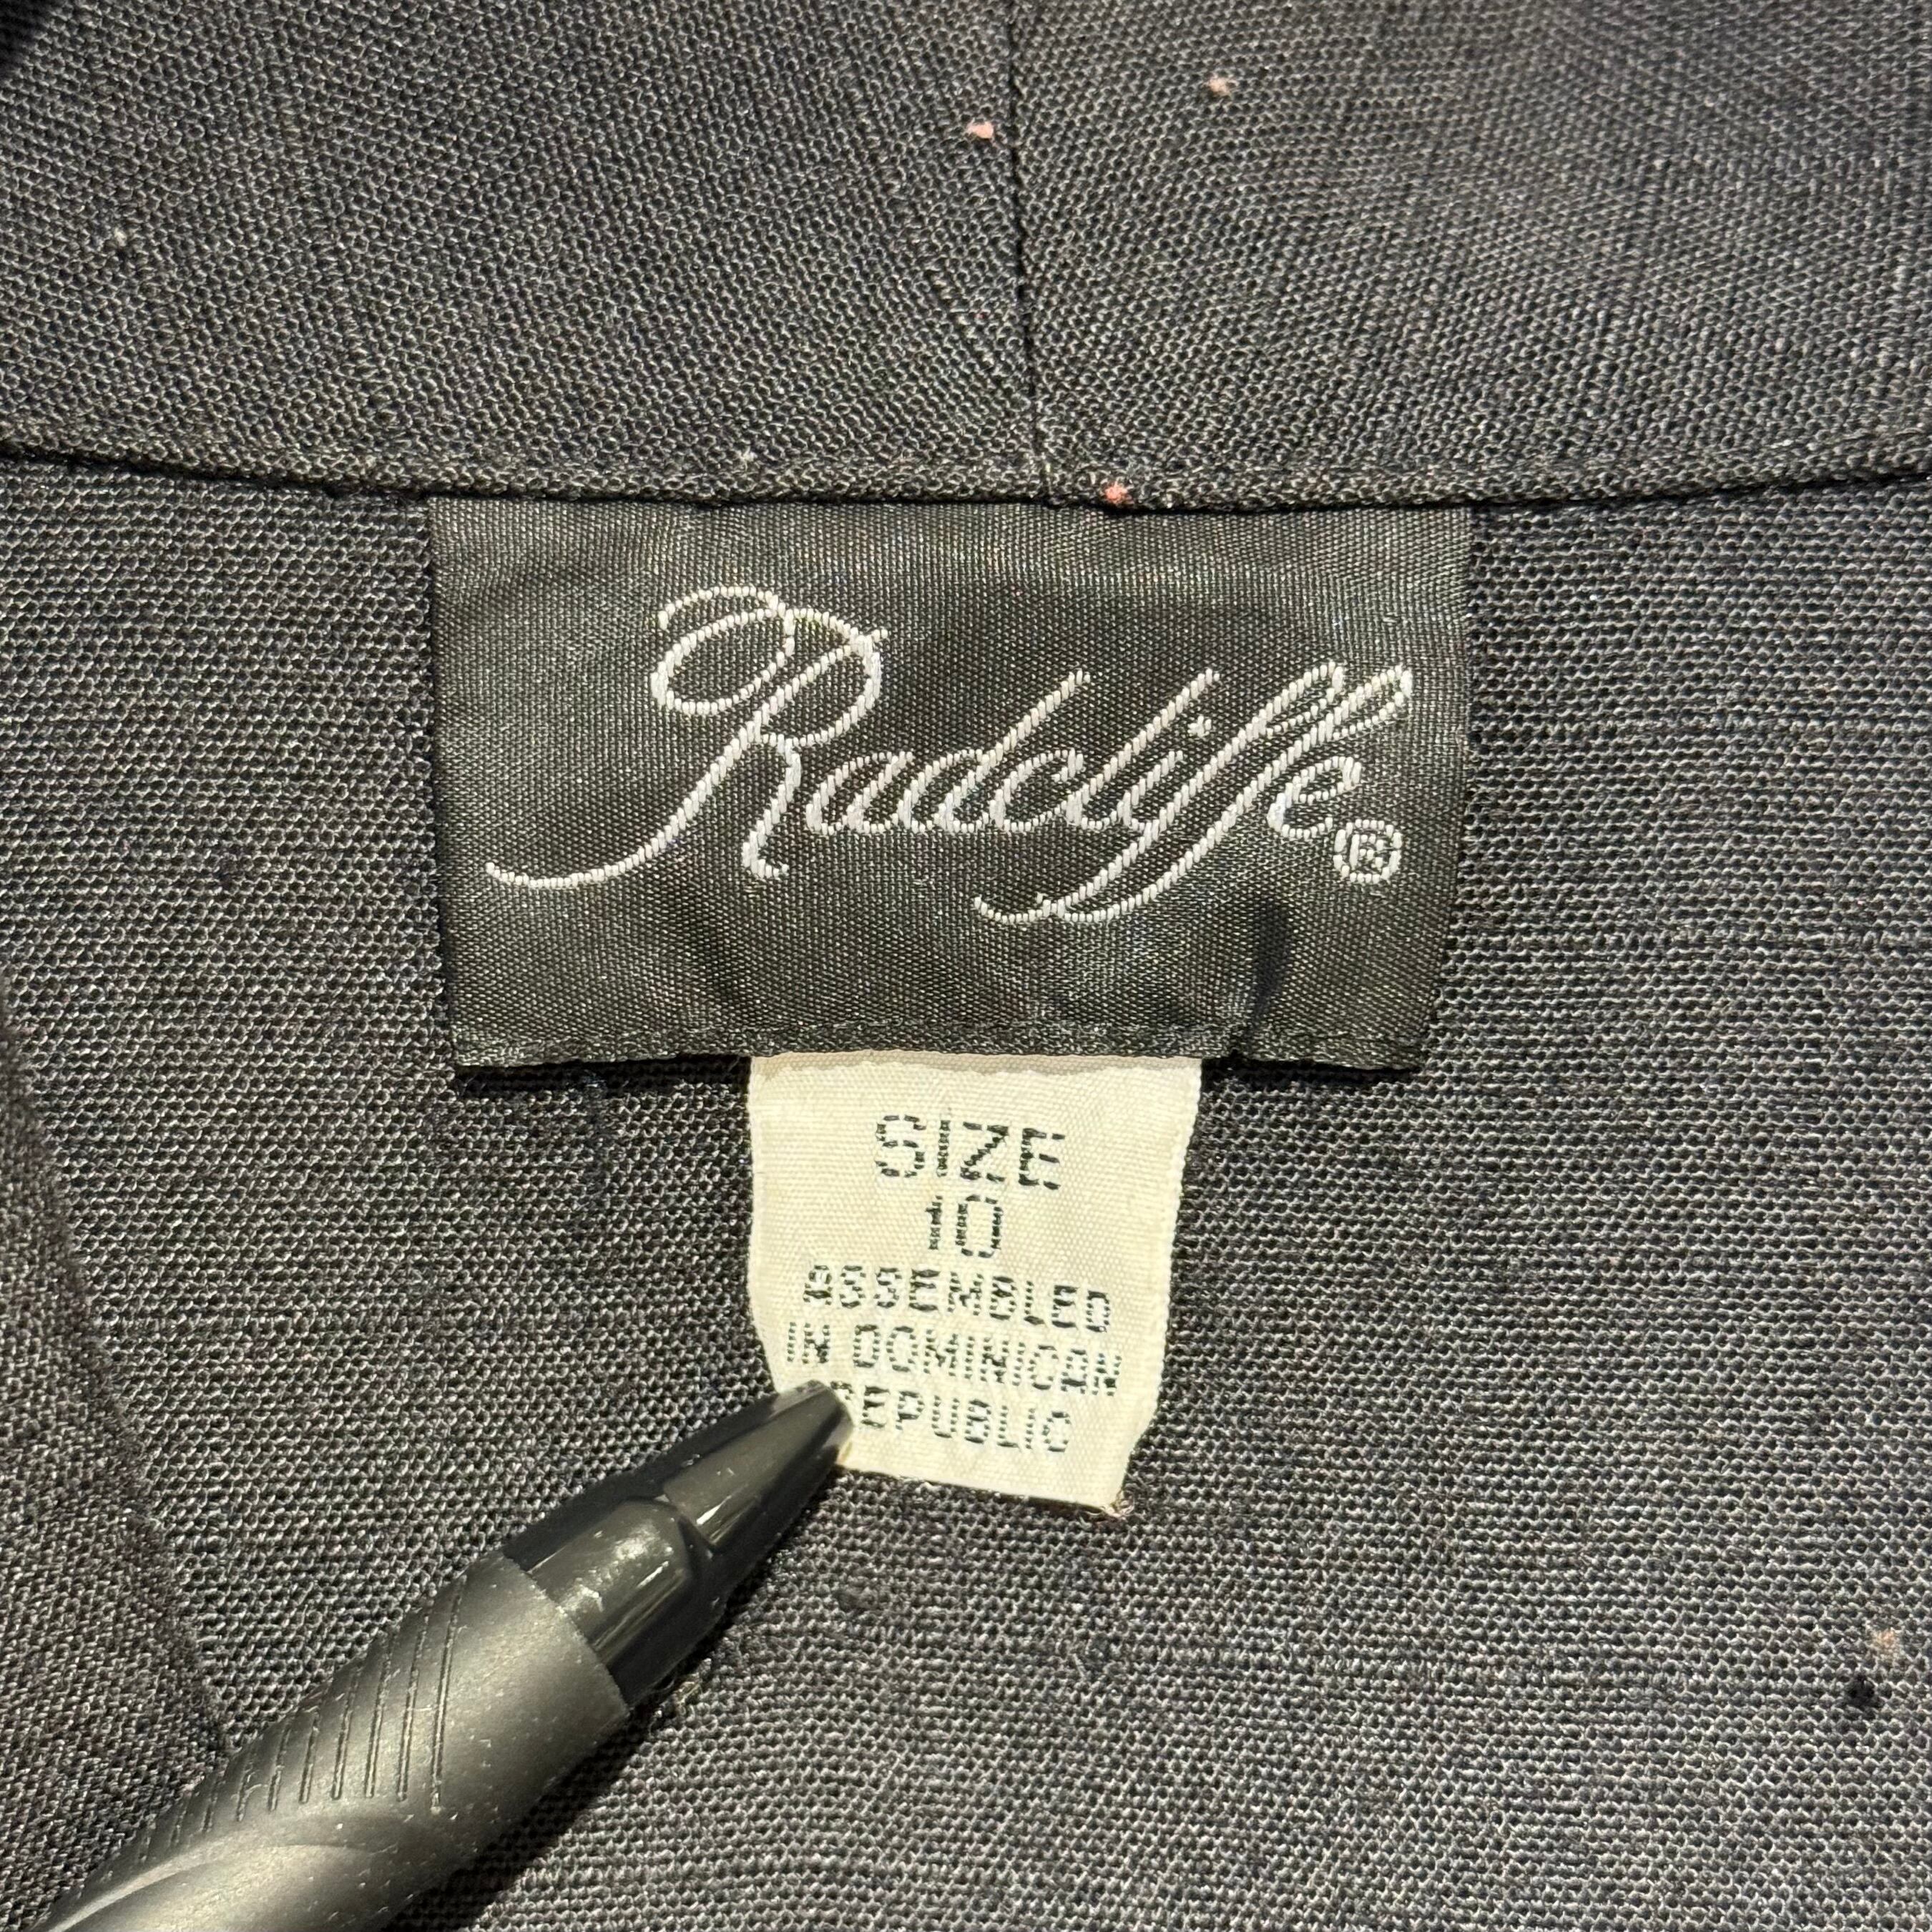 Radcliffe®
SIZE
10
ASSEMBLED
IN DOMINICAN
REPUBLIC